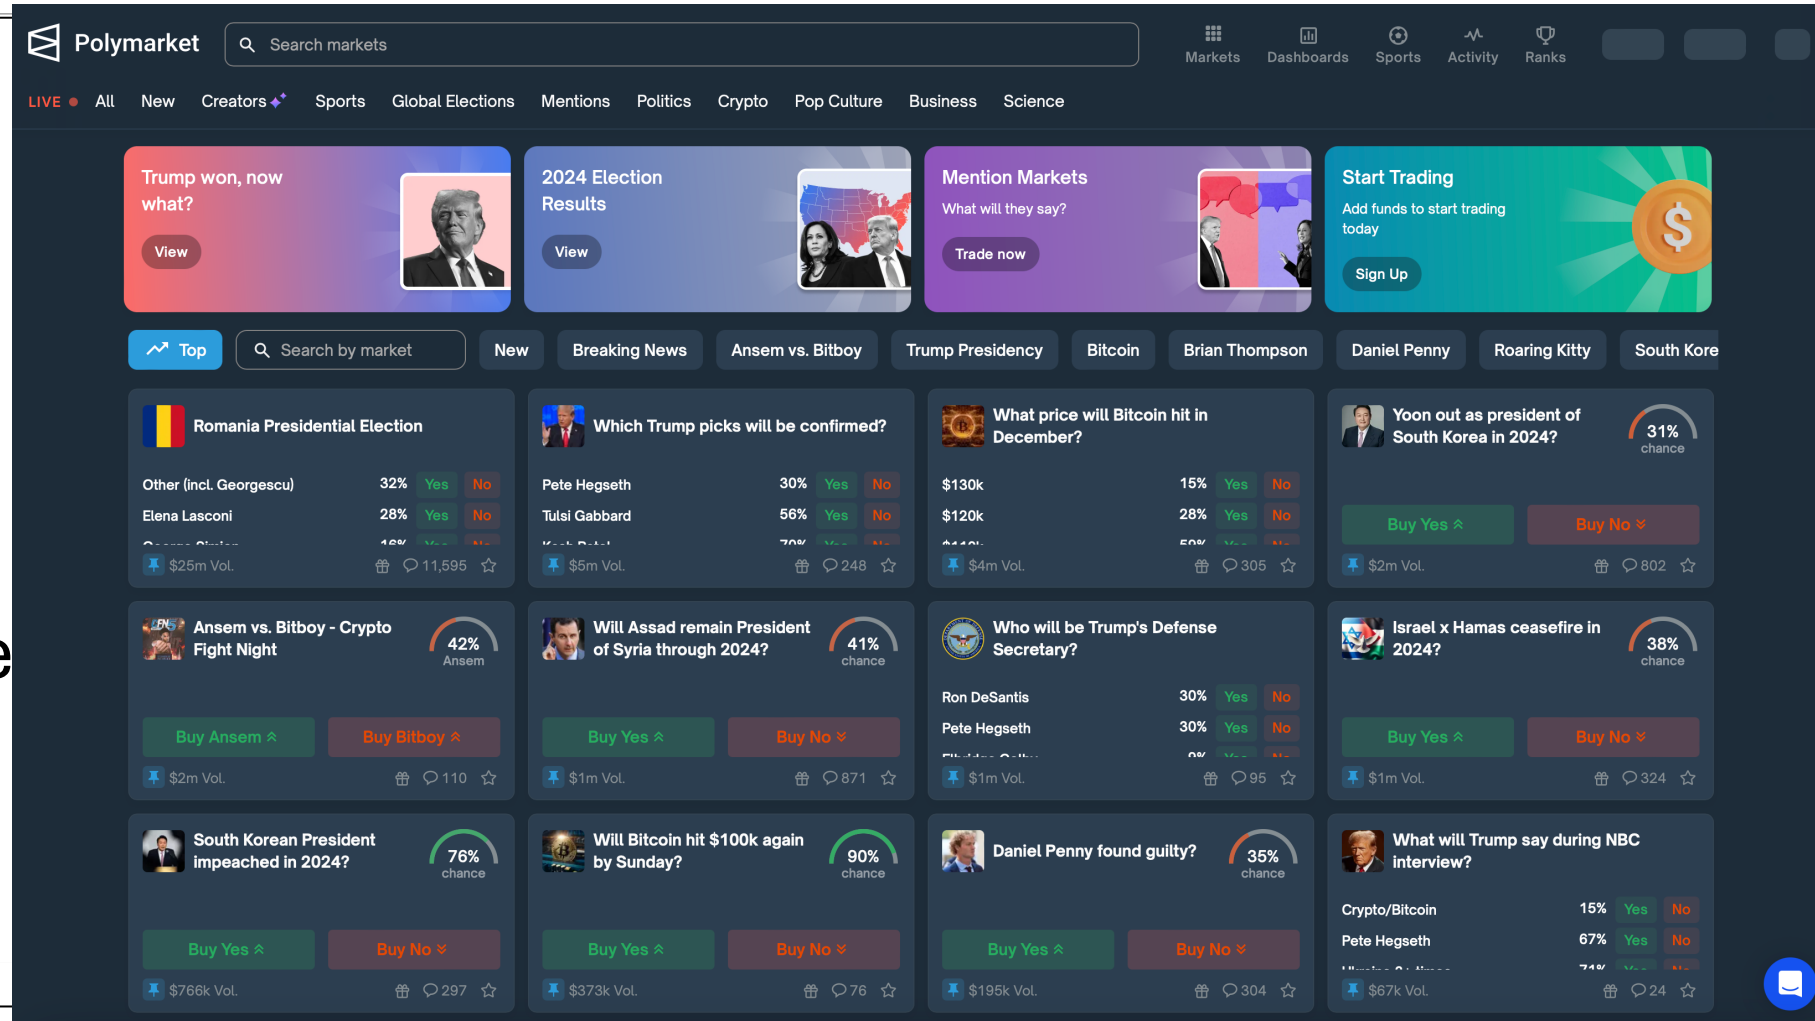 Polymarket
Search markets
Markets
Dashboards
Sports
Activity
Ranks
LIVE
All
New
Creators
Sports
Global Elections
Mentions
Politics
Crypto
Pop Culture
Business
Science
Trump won, now
what?
View
2024 Election
Results
View
Mention Markets
What will they say?
Trade now
Start Trading
Add funds to start trading
today
Sign Up
Top
Search by market
New
Breaking News
Ansem vs. Bitboy
Trump Presidency
Bitcoin
Brian Thompson
Daniel Penny
Roaring Kitty
South Kore
Romania Presidential Election
Other (incl. Georgescu) 32% Yes No
Elena Lasconi 28% Yes No
$25m Vol. 11,595
Which Trump picks will be confirmed?
Pete Hegseth 30% Yes No
Tulsi Gabbard 56% Yes No
$5m Vol. 248
What price will Bitcoin hit in
December?
$130k 15% Yes No
$120k 28% Yes No
$4m Vol. 305
Yoon out as president of
South Korea in 2024?
31%
chance
Buy Yes Buy No
$2m Vol. 802
Ansem vs. Bitboy - Crypto
Fight Night
42%
Ansem
Buy Ansem Buy Bitboy
$2m Vol. 110
Will Assad remain President
of Syria through 2024?
41%
chance
Buy Yes Buy No
$1m Vol. 871
Who will be Trump's Defense
Secretary?
Ron DeSantis 30% Yes No
Pete Hegseth 30% Yes No
$1m Vol. 95
Israel x Hamas ceasefire in
2024?
38%
chance
Buy Yes Buy No
$1m Vol. 324
South Korean President
impeached in 2024?
76%
chance
Buy Yes Buy No
$766k Vol. 297
Will Bitcoin hit $100k again
by Sunday?
90%
chance
Buy Yes Buy No
$373k Vol. 76
Daniel Penny found guilty?
35%
chance
Buy Yes Buy No
$195k Vol. 304
What will Trump say during NBC
interview?
Crypto/Bitcoin 15% Yes No
Pete Hegseth 67% Yes No
$67k Vol. 24